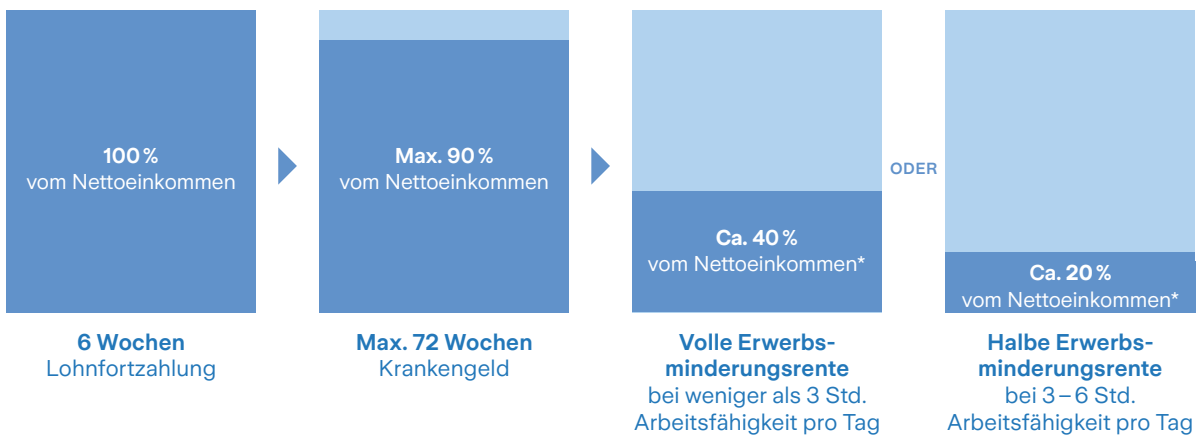 100 %
vom Nettoeinkommen
6 Wochen
Lohnfortzahlung
Max. 90 %
vom Nettoeinkommen
Max. 72 Wochen
Krankengeld
Ca. 40 %
vom Nettoeinkommen*
Volle Erwerbs-
minderungsrente
bei weniger als 3 Std.
Arbeitsfähigkeit pro Tag
ODER
Ca. 20 %
vom Nettoeinkommen*
Halbe Erwerbs-
minderungsrente
bei 3 – 6 Std.
Arbeitsfähigkeit pro Tag